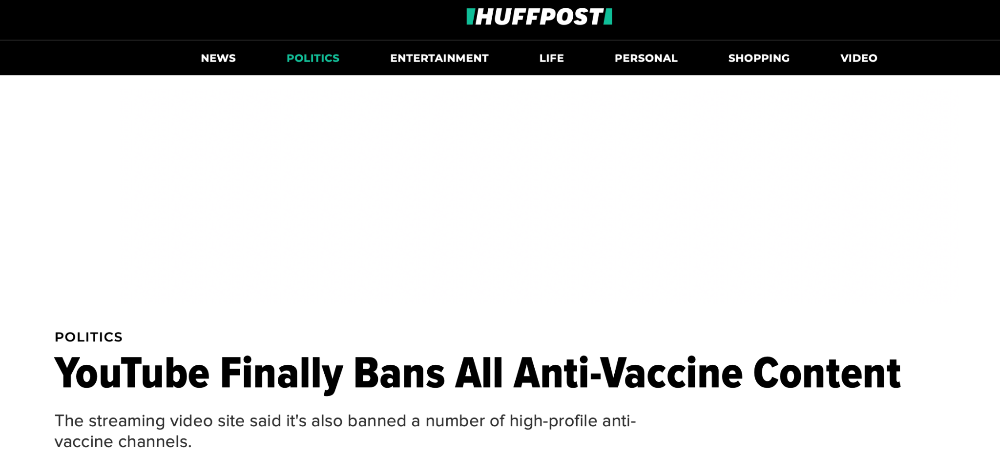 HUFFPOST
NEWS POLITICS ENTERTAINMENT LIFE PERSONAL SHOPPING VIDEO
POLITICS
YouTube Finally Bans All Anti-Vaccine Content
The streaming video site said it's also banned a number of high-profile anti-
vaccine channels.